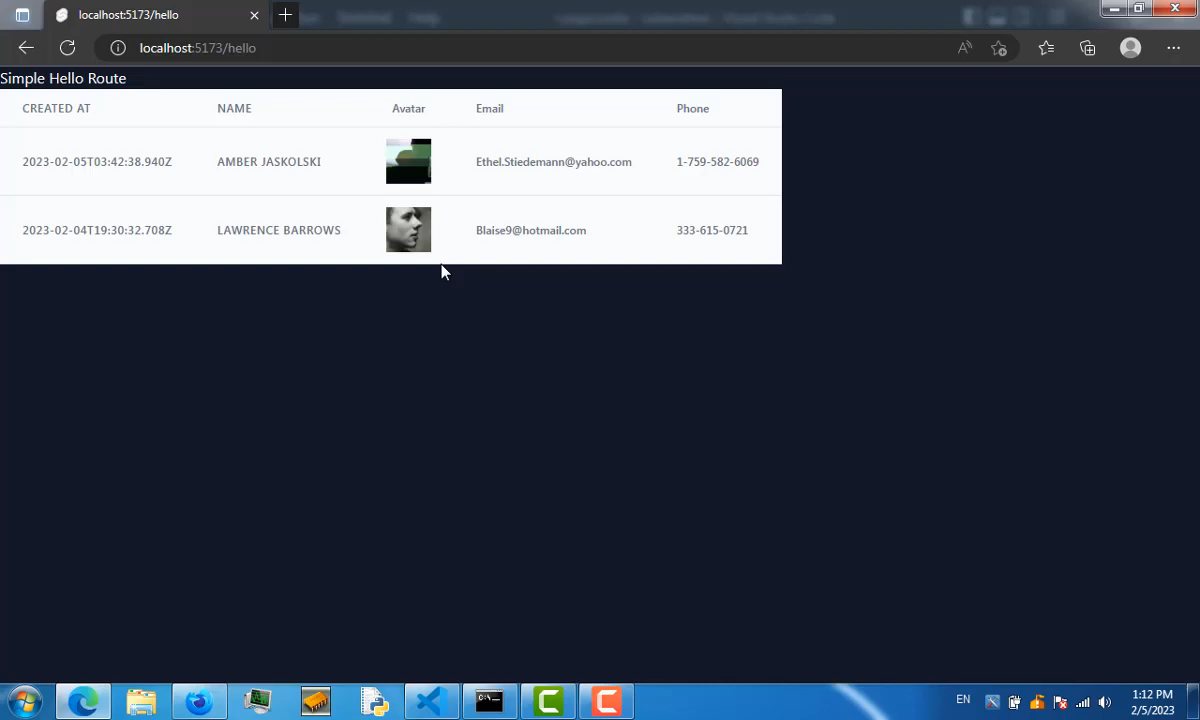 localhost:5173/hello
localhost:5173/hello
Simple Hello Route
CREATED AT NAME Avatar Email Phone
2023-02-05T03:42:38.940Z AMBER JASKOLSKI Ethel.Stiedemann@yahoo.com 1-759-582-6069
2023-02-04T19:30:32.708Z LAWRENCE BARROWS Blaise9@hotmail.com 333-615-0721
EN
1:12 PM
2/5/2023